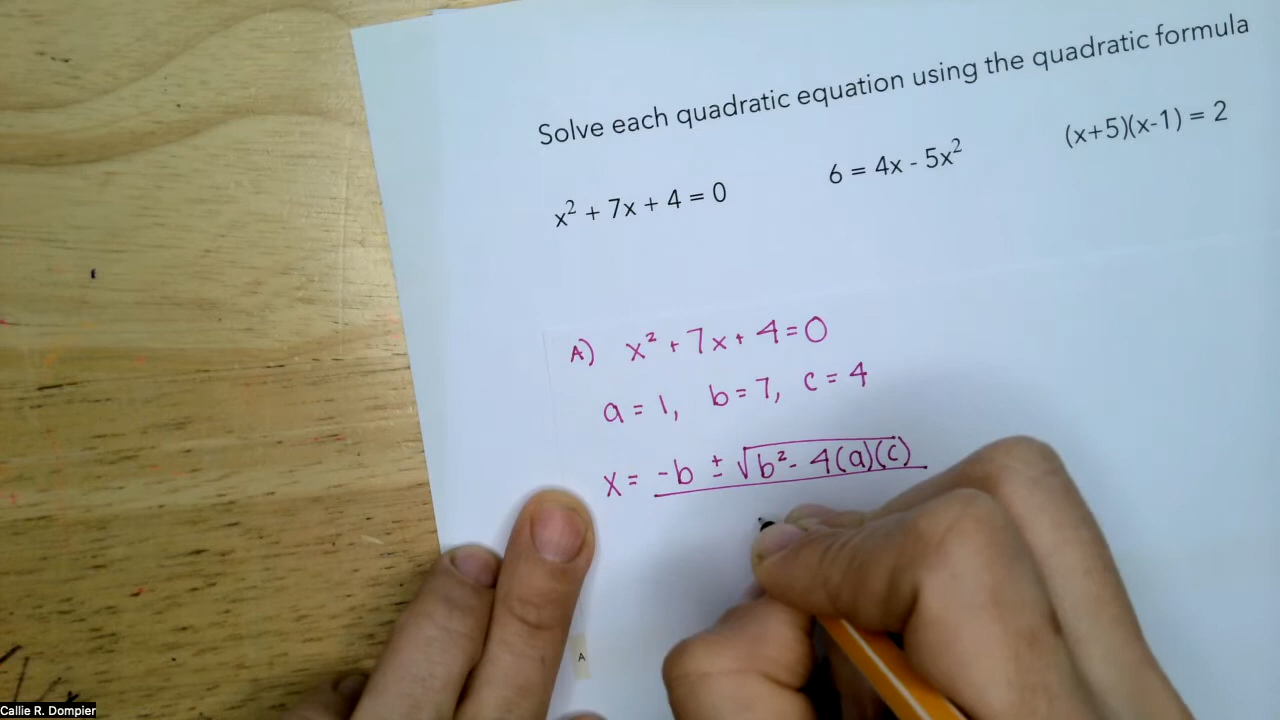 Solve each quadratic equation using the quadratic formula
x² + 7x + 4 = 0
6 = 4x - 5x²
(x+5)(x-1) = 2
A) x² + 7x + 4 = 0
a = 1, b = 7, c = 4
x = -b ± √b² - 4(a)(c)
A
Callie R. Dompier